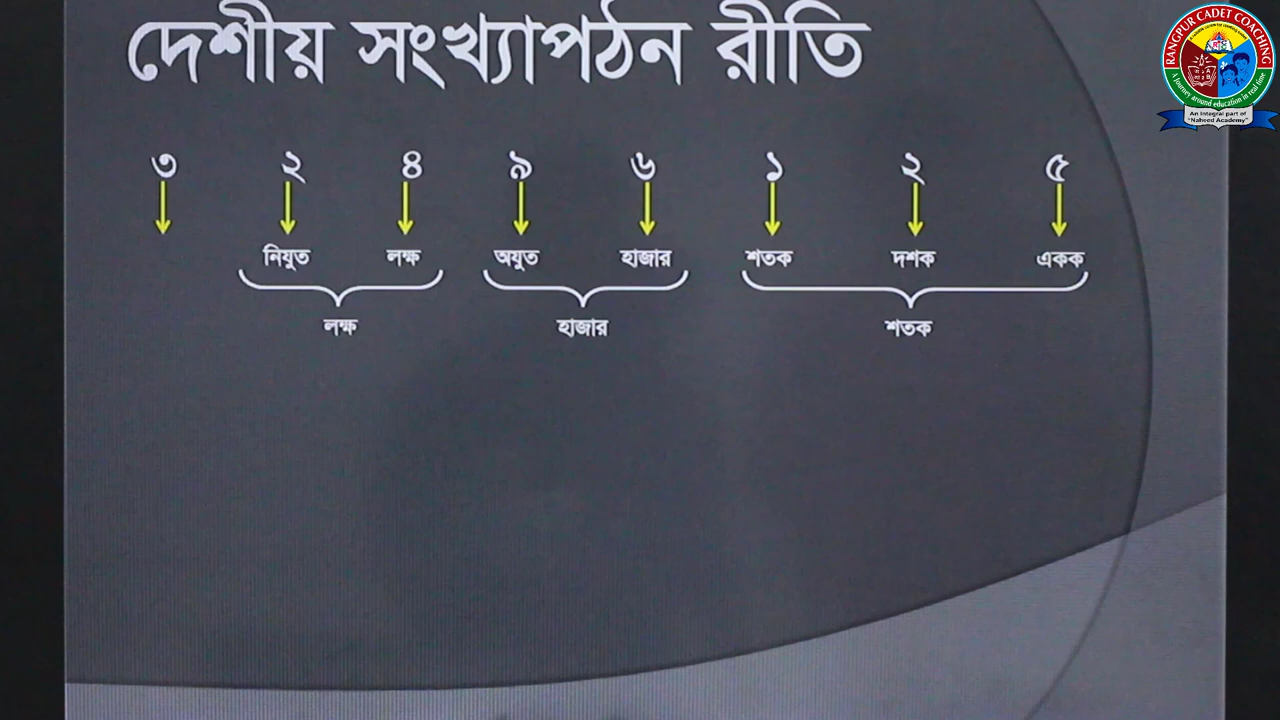 দেশীয় সংখ্যাপঠন রীতি
RANGPUR CADET COACHING
A journey around education in real time
An Integral part of
"Naheed Academy"
৩ ২ ৪ ৯ ৬ ১ ২ ৫
নিযুত লক্ষ অযুত হাজার শতক দশক একক
লক্ষ হাজার শতক